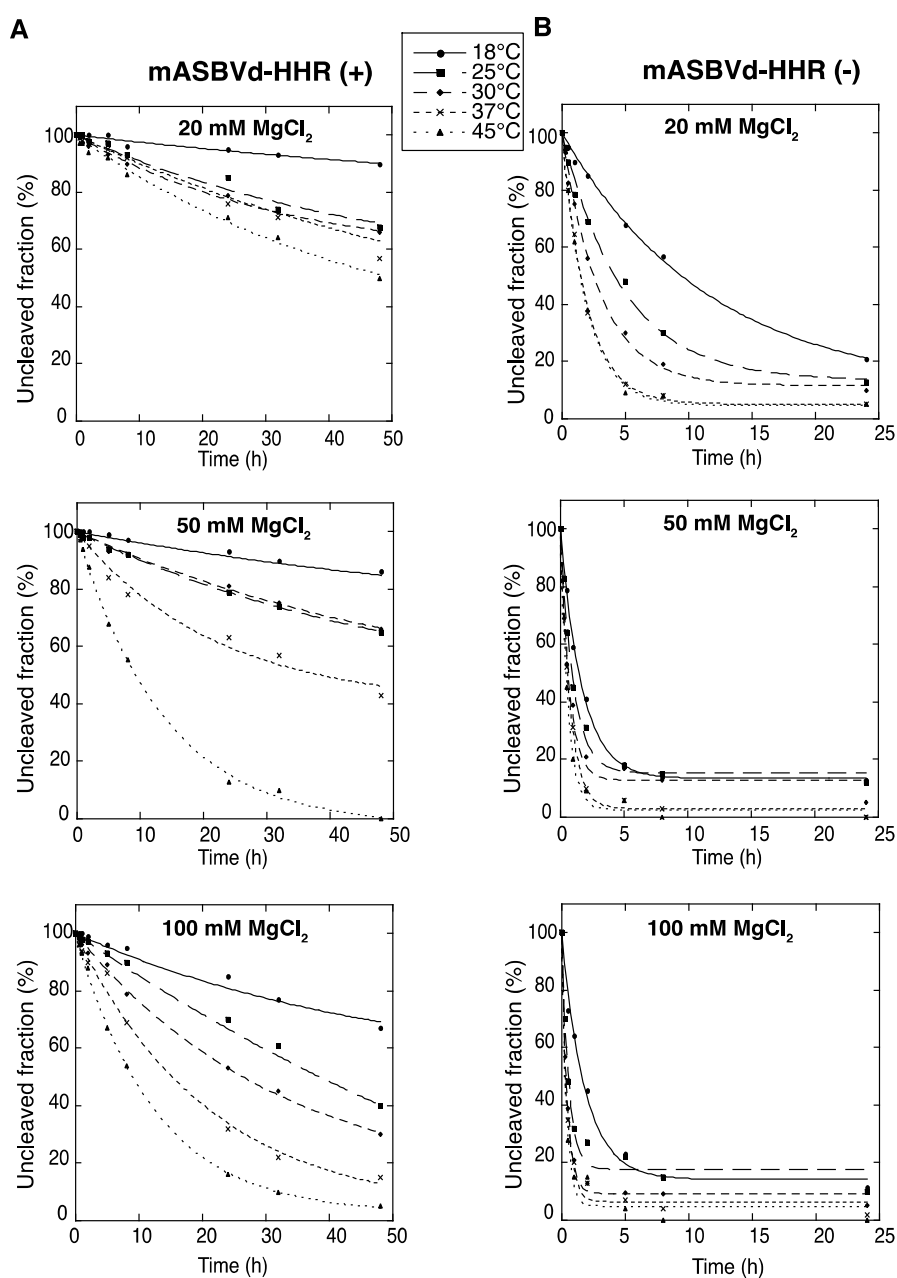 A
B
mASBVd-HHR (+)
18°C
25°C
30°C
37°C
45°C
mASBVd-HHR (-)
20 mM MgCl₂
Uncleaved fraction (%)
100
80
60
40
20
0
0 10 20 30 40 50
Time (h)
20 mM MgCl₂
Uncleaved fraction (%)
100
80
60
40
20
0
0 5 10 15 20 25
Time (h)
50 mM MgCl₂
Uncleaved fraction (%)
100
80
60
40
20
0
0 10 20 30 40 50
Time (h)
50 mM MgCl₂
Uncleaved fraction (%)
100
80
60
40
20
0
0 5 10 15 20 25
Time (h)
100 mM MgCl₂
Uncleaved fraction (%)
100
80
60
40
20
0
0 10 20 30 40 50
Time (h)
100 mM MgCl₂
Uncleaved fraction (%)
100
80
60
40
20
0
0 5 10 15 20 25
Time (h)